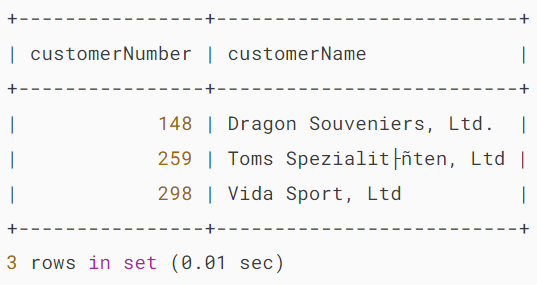 +----------------+--------------------------+
| customerNumber | customerName             |
+----------------+--------------------------+
|            148 | Dragon Souveniers, Ltd.  |
|            259 | Toms Spezialit├ñten, Ltd |
|            298 | Vida Sport, Ltd          |
+----------------+--------------------------+
3 rows in set (0.01 sec)